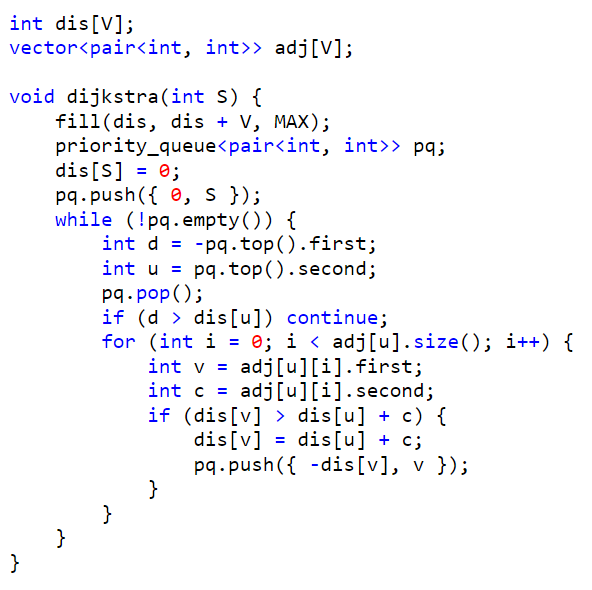 int dis[V];
vector<pair<int, int>> adj[V];

void dijkstra(int S) {
    fill(dis, dis + V, MAX);
    priority_queue<pair<int, int>> pq;
    dis[S] = 0;
    pq.push({ 0, S });
    while (!pq.empty()) {
        int d = -pq.top().first;
        int u = pq.top().second;
        pq.pop();
        if (d > dis[u]) continue;
        for (int i = 0; i < adj[u].size(); i++) {
            int v = adj[u][i].first;
            int c = adj[u][i].second;
            if (dis[v] > dis[u] + c) {
                dis[v] = dis[u] + c;
                pq.push({ -dis[v], v });
            }
        }
    }
}